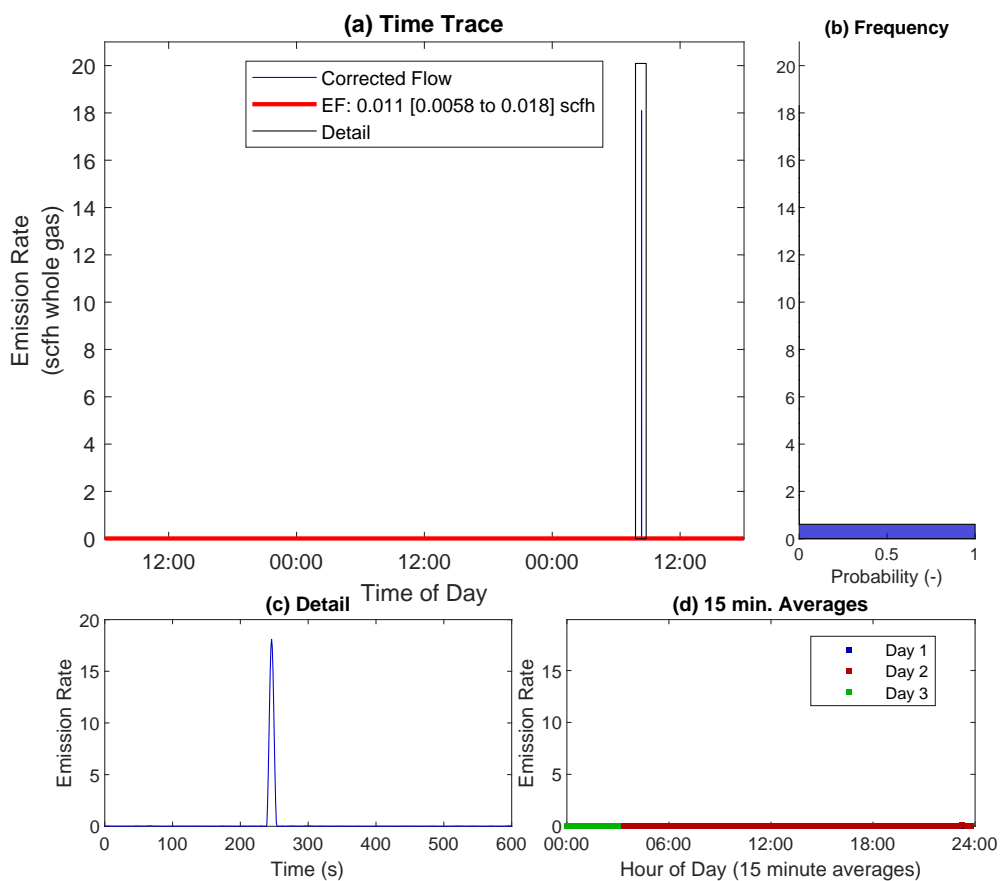 (a) Time Trace
20
18
16
14
12
10
8
6
4
2
0
Emission Rate
(scfh whole gas)
Corrected Flow
EF: 0.011 [0.0058 to 0.018] scfh
Detail
12:00 00:00 12:00 00:00 12:00
Time of Day
(b) Frequency
20
18
16
14
12
10
8
6
4
2
0
0 0.5 1
Probability (-)
(c) Detail
20
15
10
5
0
Emission Rate
0 100 200 300 400 500 600
Time (s)
(d) 15 min. Averages
15
10
5
0
Emission Rate
Day 1
Day 2
Day 3
00:00 06:00 12:00 18:00 24:00
Hour of Day (15 minute averages)